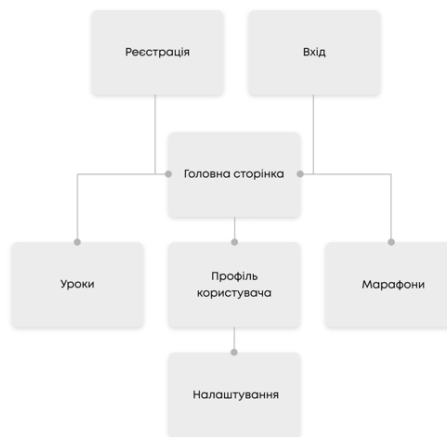 Реєстрація
Вхід
Головна сторінка
Уроки
Профіль
користувача
Марафони
Налаштування